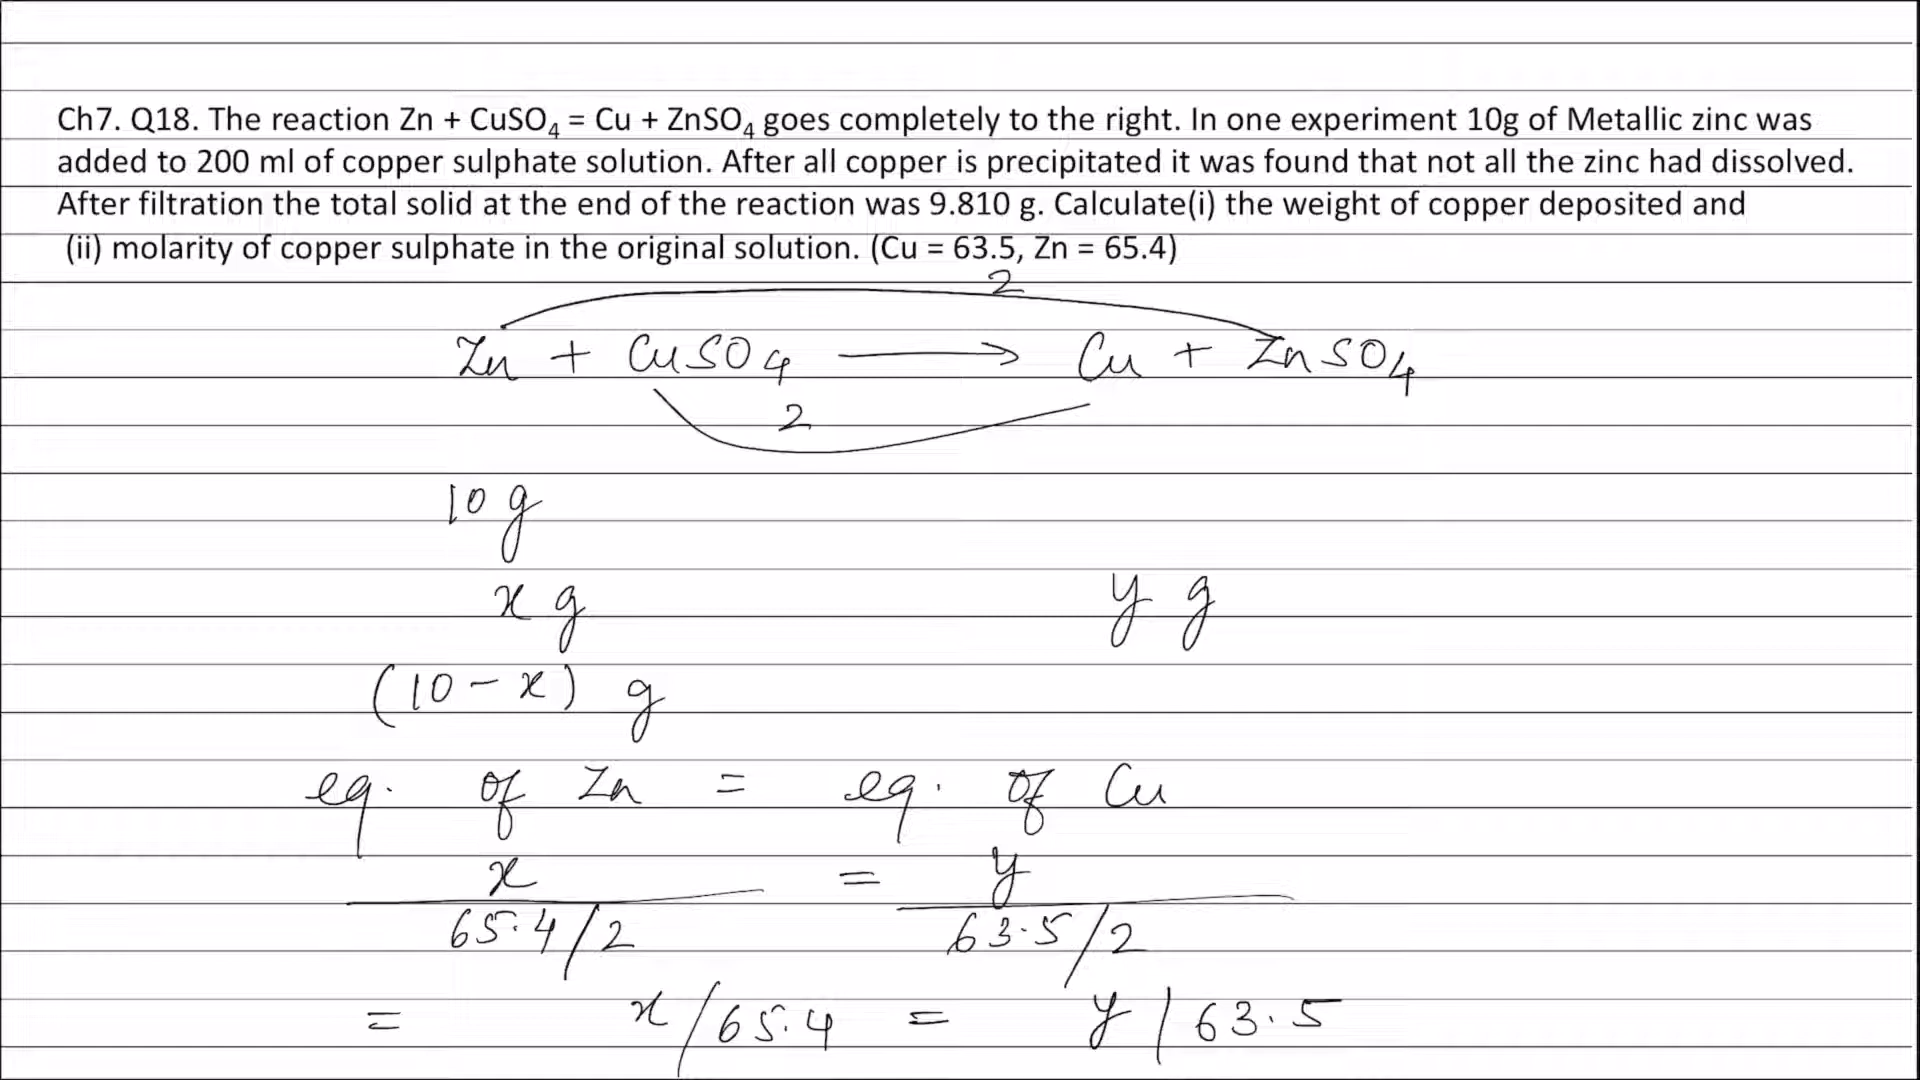 Ch7. Q18. The reaction Zn + CuSO₄ = Cu + ZnSO₄ goes completely to the right. In one experiment 10g of Metallic zinc was
added to 200 ml of copper sulphate solution. After all copper is precipitated it was found that not all the zinc had dissolved.
After filtration the total solid at the end of the reaction was 9.810 g. Calculate(i) the weight of copper deposited and
(ii) molarity of copper sulphate in the original solution. (Cu = 63.5, Zn = 65.4)
2
Zn + CuSO4 ⟶ Cu + ZnSO4
2
10 g
x g y g
(10 - x) g
eq. of Zn = eq. of Cu
x = y
65.4/2 63.5/2
= x/65.4 = y/63.5